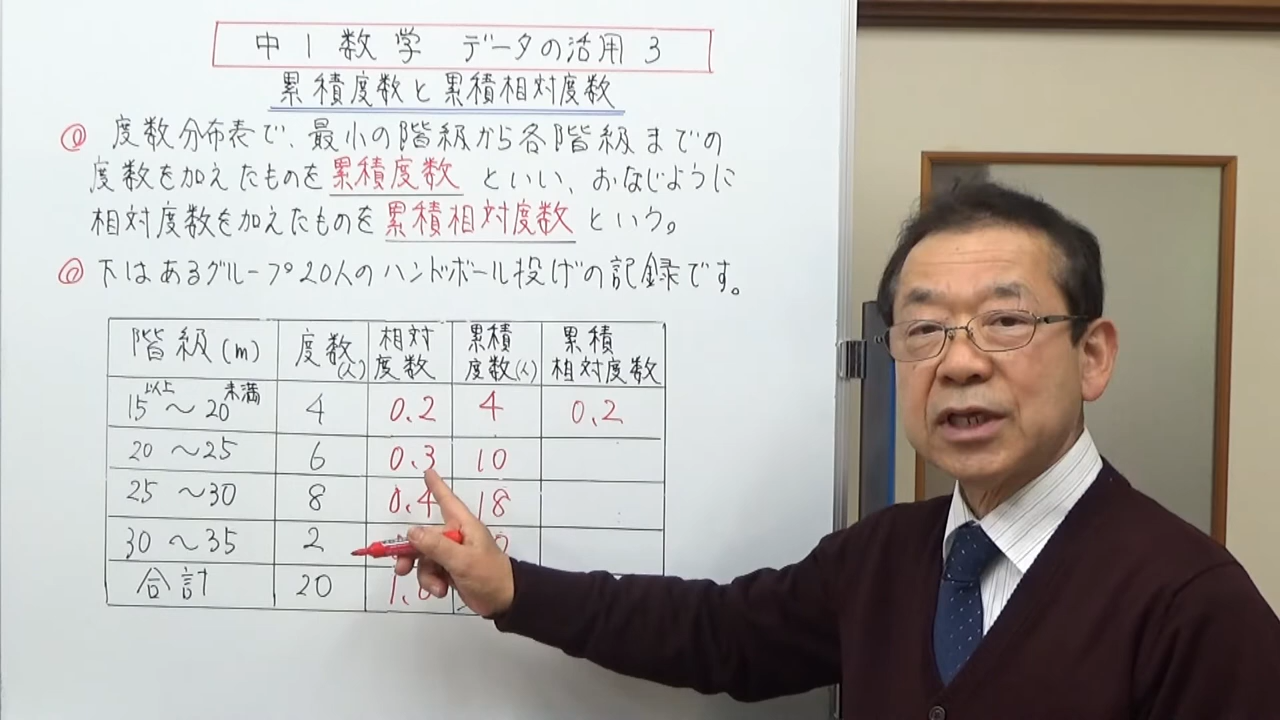 中1数学 データの活用3
累積度数と累積相対度数
◎ 度数分布表で、最小の階級から各階級までの
度数を加えたものを累積度数といい、おなじように
相対度数を加えたものを累積相対度数という。
◎ 下はあるグループ20人のハンドボール投げの記録です。
階級(m) 度数(人) 相対度数 累積度数(人) 累積相対度数
15以上〜20未満 4 0.2 4 0.2
20〜25 6 0.3 10
25〜30 8 0.4 18
30〜35 2
合計 20 1.0